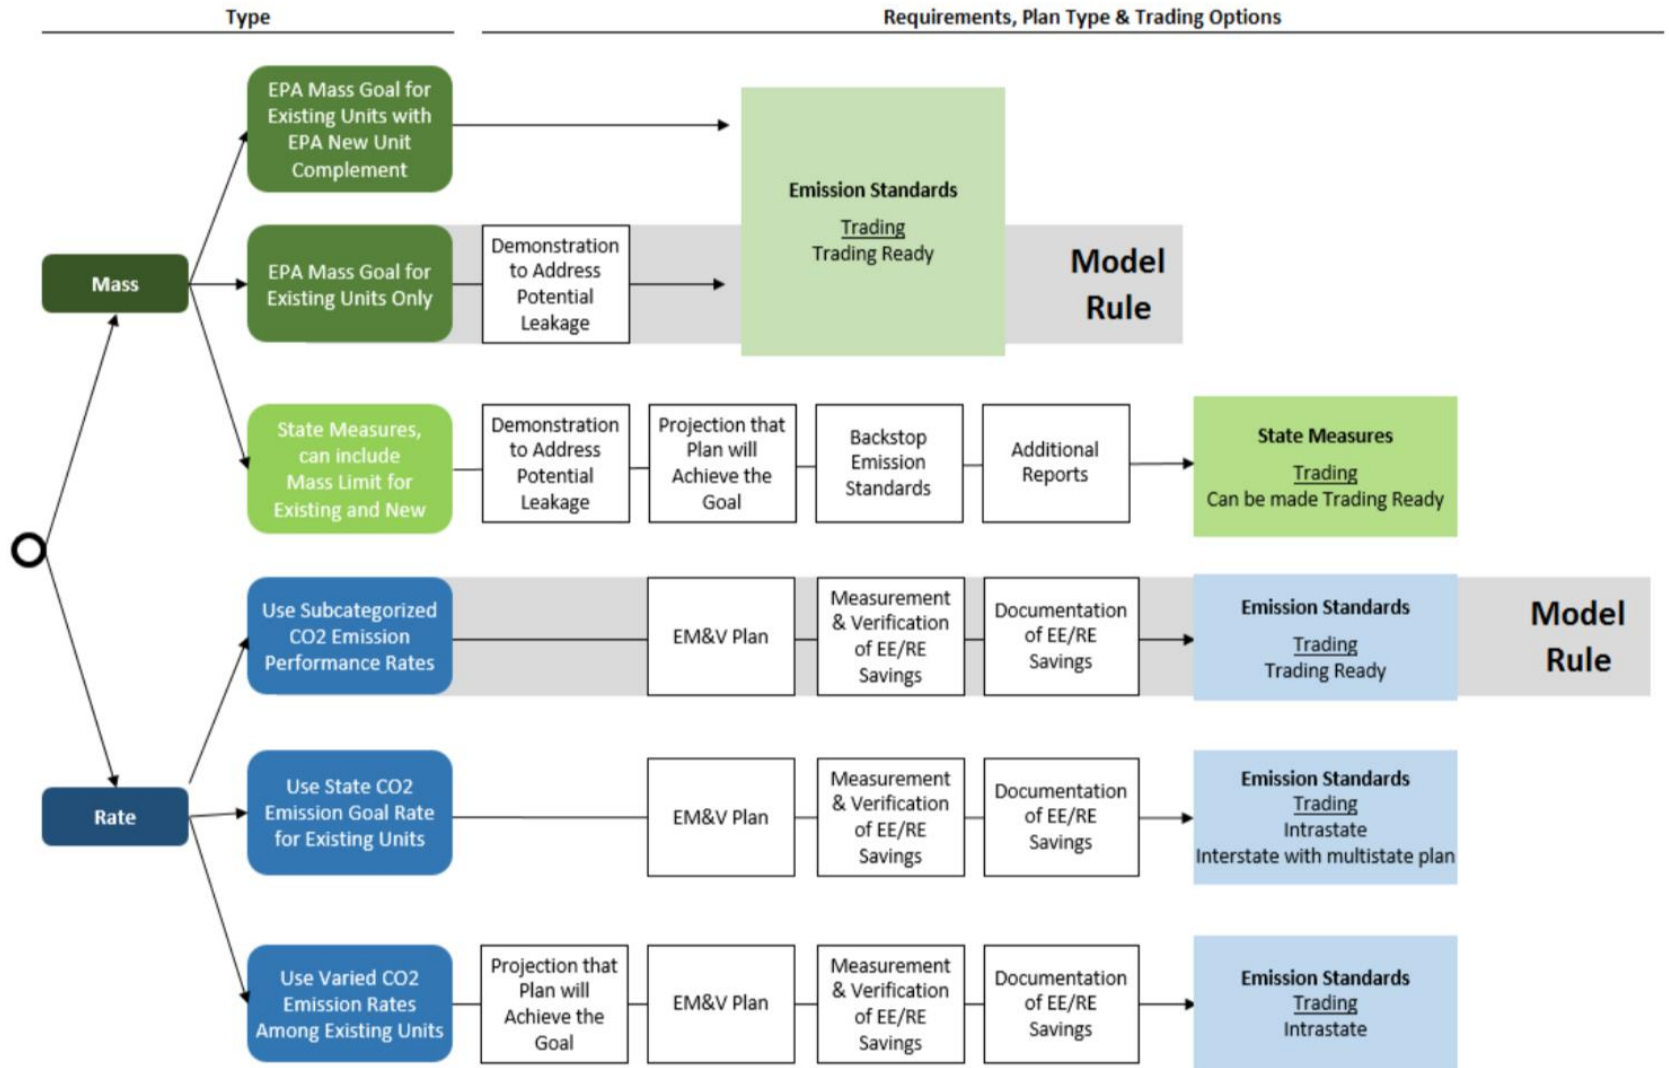 Type
Requirements, Plan Type & Trading Options
EPA Mass Goal for
Existing Units with
EPA New Unit
Complement
Emission Standards
Trading
Trading Ready
Mass
EPA Mass Goal for
Existing Units Only
Demonstration
to Address
Potential
Leakage
Model
Rule
State Measures,
can include
Mass Limit for
Existing and New
Demonstration
to Address
Potential
Leakage
Projection that
Plan will
Achieve the
Goal
Backstop
Emission
Standards
Additional
Reports
State Measures
Trading
Can be made Trading Ready
Use Subcategorized
CO2 Emission
Performance Rates
EM&V Plan
Measurement
& Verification
of EE/RE
Savings
Documentation
of EE/RE
Savings
Emission Standards
Trading
Trading Ready
Model
Rule
Rate
Use State CO2
Emission Goal Rate
for Existing Units
EM&V Plan
Measurement
& Verification
of EE/RE
Savings
Documentation
of EE/RE
Savings
Emission Standards
Trading
Intrastate
Interstate with multistate plan
Use Varied CO2
Emission Rates
Among Existing Units
Projection that
Plan will
Achieve the
Goal
EM&V Plan
Measurement
& Verification
of EE/RE
Savings
Documentation
of EE/RE
Savings
Emission Standards
Trading
Intrastate